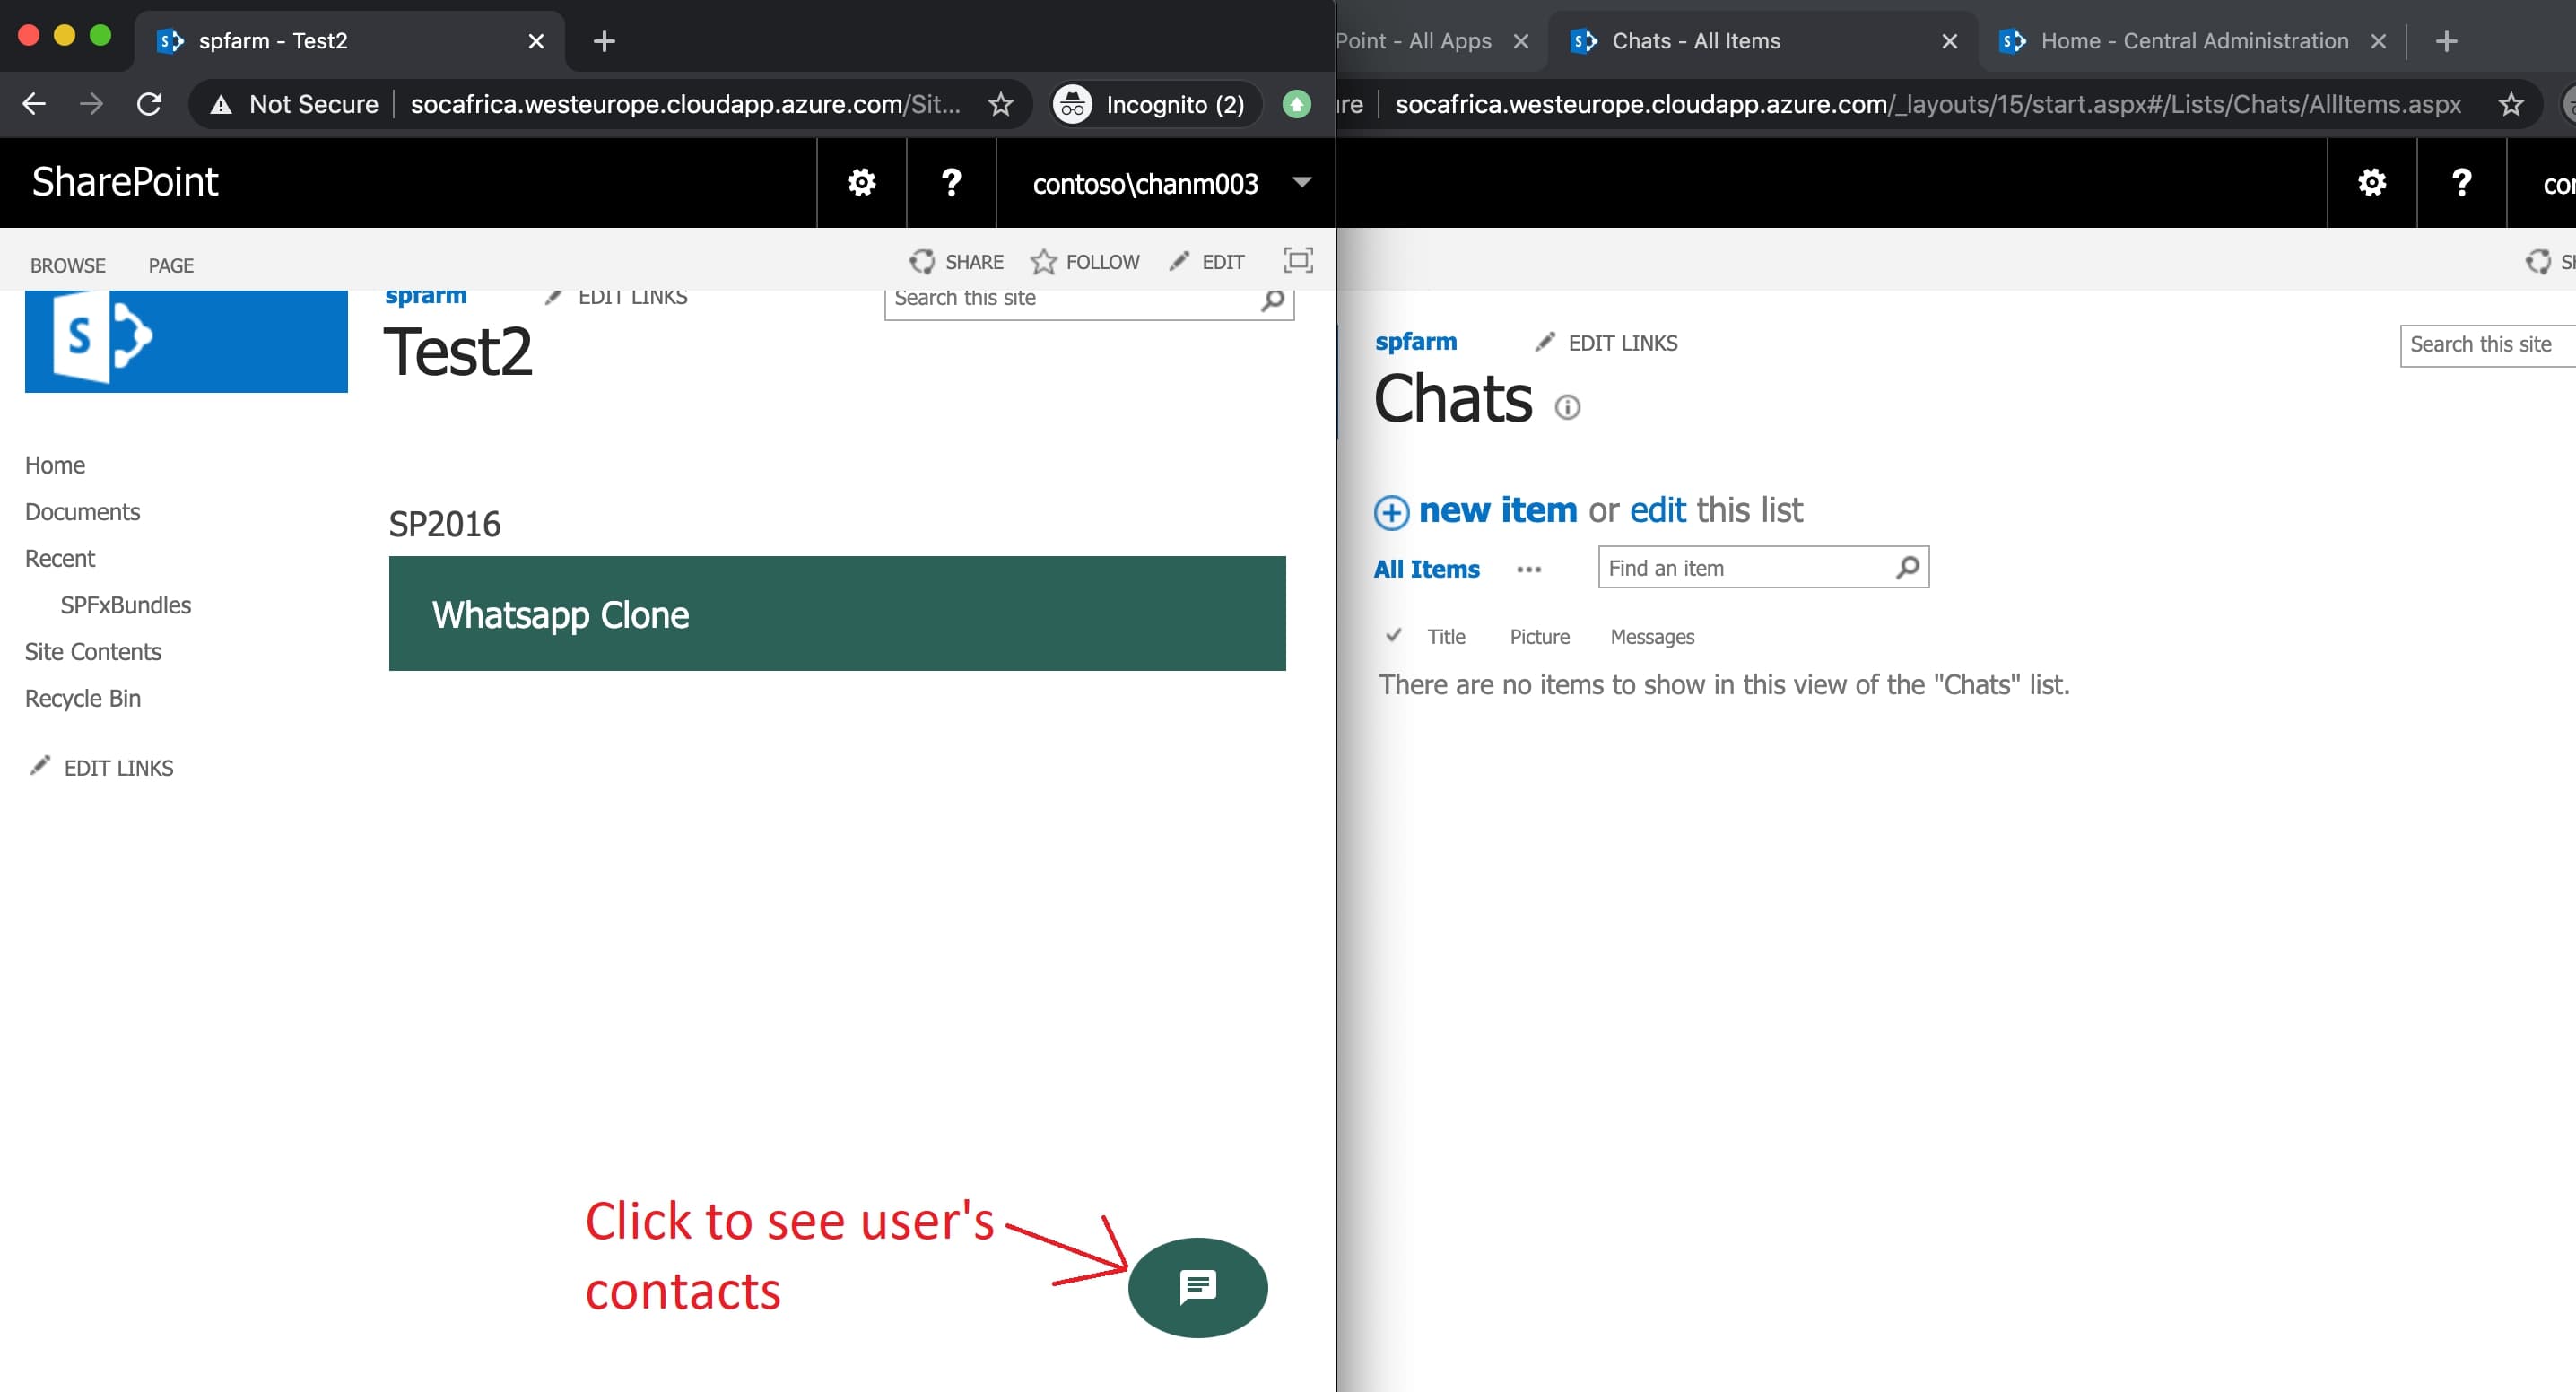 spfarm - Test2
Not Secure socafrica.westeurope.cloudapp.azure.com/Sit... Incognito (2)
SharePoint contoso\chanm003
BROWSE PAGE SHARE FOLLOW EDIT
spfarm EDIT LINKS Search this site
Test2
Home
Documents
Recent
SPFxBundles
Site Contents
Recycle Bin
EDIT LINKS
SP2016
Whatsapp Clone
Click to see user's
contacts
Point - All Apps Chats - All Items Home - Central Administration
socafrica.westeurope.cloudapp.azure.com/_layouts/15/start.aspx#/Lists/Chats/AllItems.aspx
spfarm EDIT LINKS Search this site
Chats
new item or edit this list
All Items ... Find an item
Title Picture Messages
There are no items to show in this view of the "Chats" list.